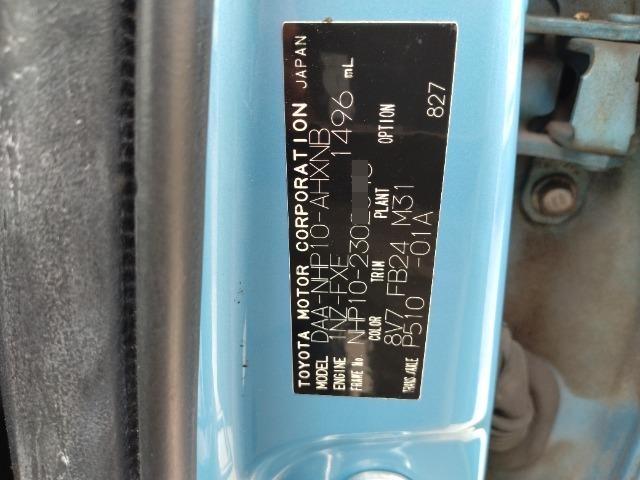 TOYOTA MOTOR CORPORATION JAPAN
MODEL DAA-NHP10-AHXNB
ENGINE 1NZ-FXE 1496 mL
FRAME No. NHP10-230
COLOR TRIM PLANT OPTION
8V7 FB24 M31 827
TRANS/AXLE P510 -01A